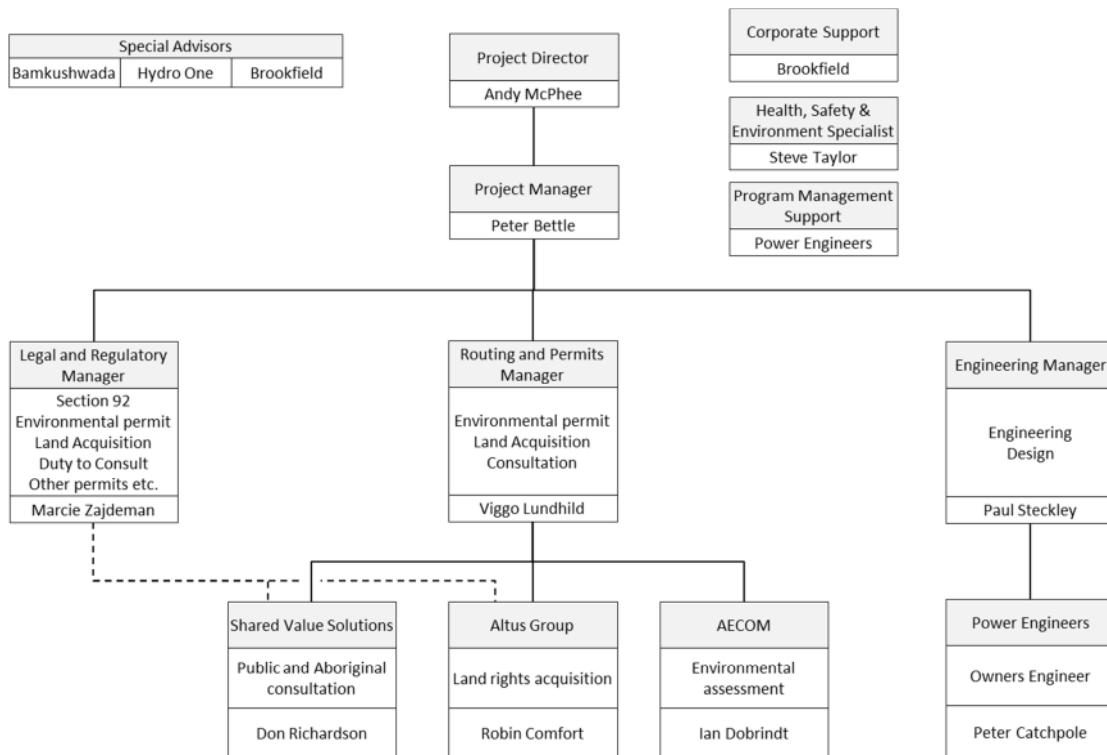 Special Advisors
Bamkushwada
Hydro One
Brookfield
Project Director
Andy McPhee
Corporate Support
Brookfield
Health, Safety &
Environment Specialist
Steve Taylor
Project Manager
Peter Bettle
Program Management
Support
Power Engineers
Legal and Regulatory
Manager
Section 92
Environmental permit
Land Acquisition
Duty to Consult
Other permits etc.
Marcie Zajdeman
Routing and Permits
Manager
Environmental permit
Land Acquisition
Consultation
Viggo Lundhild
Engineering Manager
Engineering
Design
Paul Steckley
Shared Value Solutions
Public and Aboriginal
consultation
Don Richardson
Altus Group
Land rights acquisition
Robin Comfort
AECOM
Environmental
assessment
Ian Dobrindt
Power Engineers
Owners Engineer
Peter Catchpole